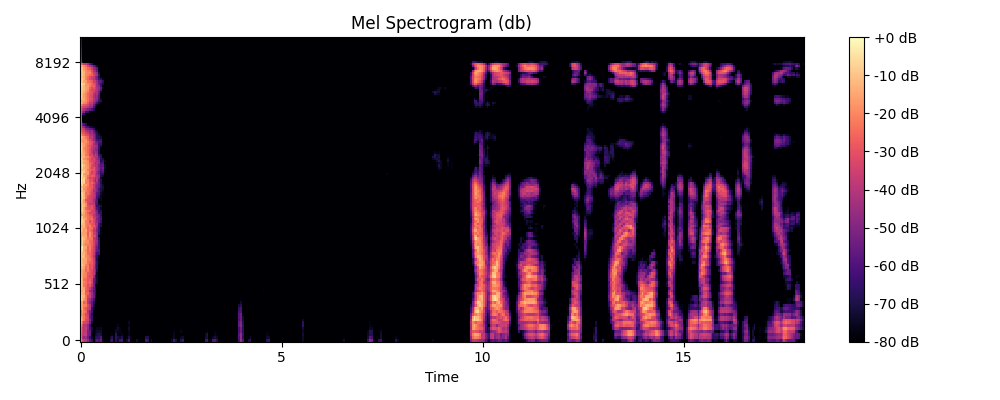 Mel Spectrogram (db)
8192
4096
2048
1024
512
0
Hz
0 5 10 15
Time
+0 dB
-10 dB
-20 dB
-30 dB
-40 dB
-50 dB
-60 dB
-70 dB
-80 dB